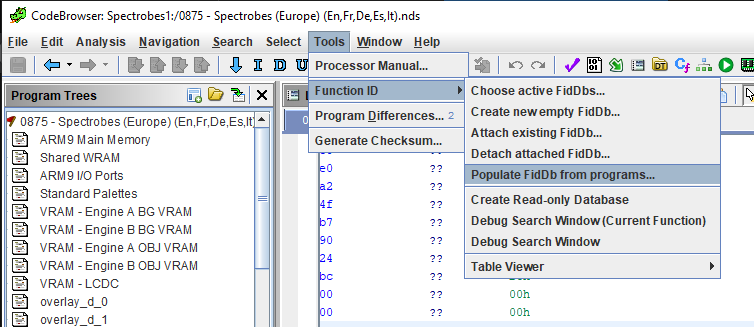 CodeBrowser: Spectrobes1:/0875 - Spectrobes (Europe) (En,Fr,De,Es,It).nds
File Edit Analysis Navigation Search Select Tools Window Help
I D U
Program Trees
0875 - Spectrobes (Europe) (En,Fr,De,Es,It)
ARM9 Main Memory
Shared WRAM
ARM9 I/O Ports
Standard Palettes
VRAM - Engine A BG VRAM
VRAM - Engine B BG VRAM
VRAM - Engine A OBJ VRAM
VRAM - Engine B OBJ VRAM
VRAM - LCDC
overlay_d_0
overlay_d_1
Processor Manual...
Function ID
Program Differences... 2
Generate Checksum...
Choose active FidDbs...
Create new empty FidDb...
Attach existing FidDb...
Detach attached FidDb...
Populate FidDb from programs...
Create Read-only Database
Debug Search Window (Current Function)
Debug Search Window
Table Viewer
e0 ??
a2 ??
4f ??
b7 ??
90 ??
24 ??
bc ??
00 ?? 00h
00 ?? 00h